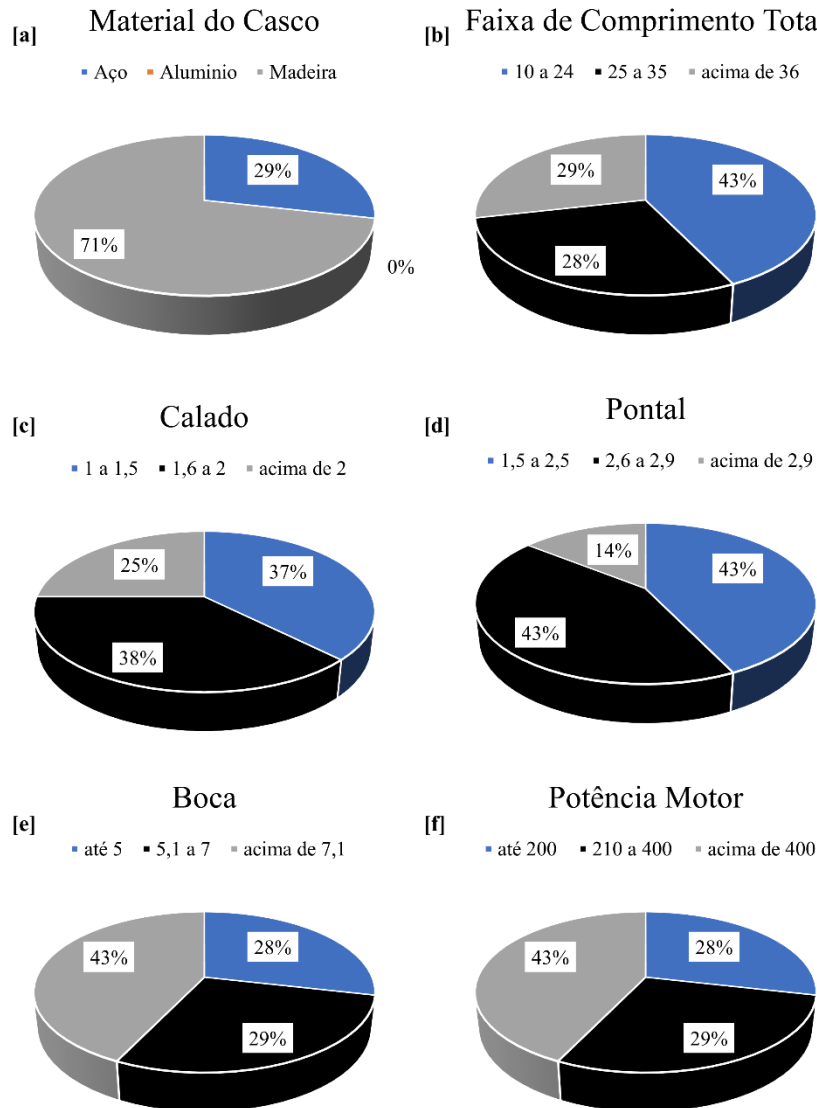 [a] Material do Casco
Aço Aluminio Madeira
29%
71%
0%
[b] Faixa de Comprimento Tota
10 a 24 25 a 35 acima de 36
29%
43%
28%
[c] Calado
1 a 1,5 1,6 a 2 acima de 2
25%
37%
38%
[d] Pontal
1,5 a 2,5 2,6 a 2,9 acima de 2,9
14%
43%
43%
[e] Boca
até 5 5,1 a 7 acima de 7,1
43%
28%
29%
[f] Potência Motor
até 200 210 a 400 acima de 400
43%
28%
29%